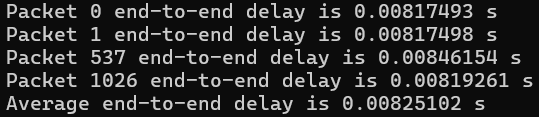 Packet 0 end-to-end delay is 0.00817493 s
Packet 1 end-to-end delay is 0.00817498 s
Packet 537 end-to-end delay is 0.00846154 s
Packet 1026 end-to-end delay is 0.00819261 s
Average end-to-end delay is 0.00825102 s